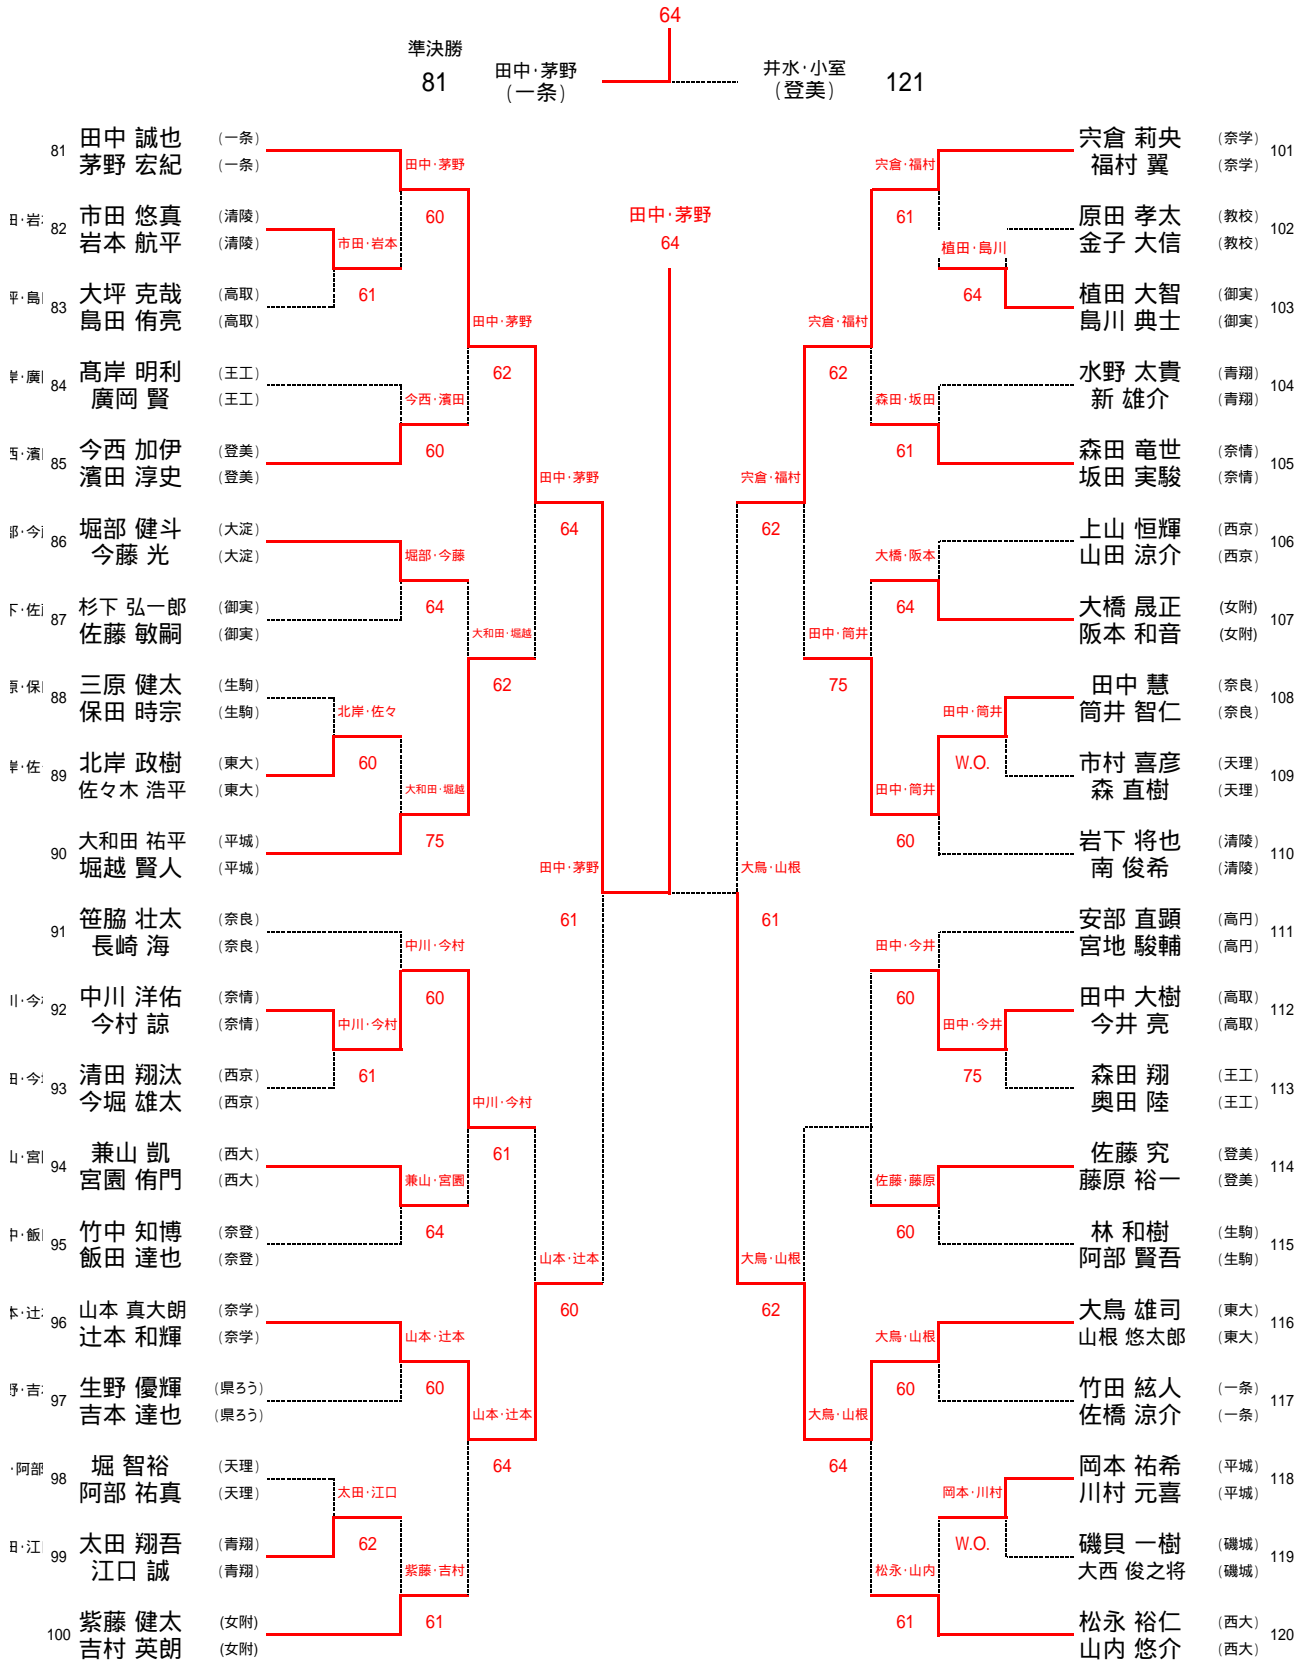 64
準決勝
81 田中・茅野 (一条) 井水・小室 (登美) 121
田中・茅野
64
81 田中 誠也 (一条)
茅野 宏紀 (一条)
82 市田 悠真 (清陵)
岩本 航平 (清陵)
83 大坪 克哉 (高取)
島田 侑亮 (高取)
84 髙岸 明利 (王工)
廣岡 賢 (王工)
85 今西 加伊 (登美)
濱田 淳史 (登美)
86 堀部 健斗 (大淀)
今藤 光 (大淀)
87 杉下 弘一郎 (御実)
佐藤 敏嗣 (御実)
88 三原 健太 (生駒)
保田 時宗 (生駒)
89 北岸 政樹 (東大)
佐々木 浩平 (東大)
90 大和田 祐平 (平城)
堀越 賢人 (平城)
91 笹脇 壮太 (奈良)
長崎 海 (奈良)
92 中川 洋佑 (奈情)
今村 諒 (奈情)
93 清田 翔汰 (西京)
今堀 雄太 (西京)
94 兼山 凱 (西大)
宮園 侑門 (西大)
95 竹中 知博 (奈登)
飯田 達也 (奈登)
96 山本 真大朗 (奈学)
辻本 和輝 (奈学)
97 生野 優輝 (県ろう)
吉本 達也 (県ろう)
98 堀 智裕 (天理)
阿部 祐真 (天理)
99 太田 翔吾 (青翔)
江口 誠 (青翔)
100 紫藤 健太 (女附)
吉村 英朗 (女附)
田・岩
坪・島
岸・廣
西・濱
部・今
下・佐
原・保
岸・佐
川・今
田・今
山・宮
中・飯
本・辻
野・吉
・阿部
田・江
市田・岩本
61
北岸・佐々
60
中川・今村
61
太田・江口
62
田中・茅野
60
今西・濱田
60
堀部・今藤
64
大和田・堀越
75
中川・今村
60
兼山・宮園
64
山本・辻本
60
紫藤・吉村
61
田中・茅野
62
大和田・堀越
62
中川・今村
61
山本・辻本
64
田中・茅野
64
山本・辻本
60
田中・茅野
61
宍倉 莉央 (奈学) 101
福村 翼 (奈学)
原田 孝太 (教校) 102
金子 大信 (教校)
植田 大智 (御実) 103
島川 典士 (御実)
水野 太貴 (青翔) 104
新 雄介 (青翔)
森田 竜世 (奈情) 105
坂田 実駿 (奈情)
上山 恒輝 (西京) 106
山田 涼介 (西京)
大橋 晟正 (女附) 107
阪本 和音 (女附)
田中 慧 (奈良) 108
筒井 智仁 (奈良)
市村 喜彦 (天理) 109
森 直樹 (天理)
岩下 将也 (清陵) 110
南 俊希 (清陵)
安部 直顕 (高円) 111
宮地 駿輔 (高円)
田中 大樹 (高取) 112
今井 亮 (高取)
森田 翔 (王工) 113
奥田 陸 (王工)
佐藤 究 (登美) 114
藤原 裕一 (登美)
林 和樹 (生駒) 115
阿部 賢吾 (生駒)
大鳥 雄司 (東大) 116
山根 悠太郎 (東大)
竹田 絃人 (一条) 117
佐橋 涼介 (一条)
岡本 祐希 (平城) 118
川村 元喜 (平城)
磯貝 一樹 (磯城) 119
大西 俊之将 (磯城)
松永 裕仁 (西大) 120
山内 悠介 (西大)
植田・島川
64
田中・筒井
W.O.
田中・今井
75
岡本・川村
W.O.
宍倉・福村
61
森田・坂田
61
大橋・阪本
64
田中・筒井
60
田中・今井
60
佐藤・藤原
60
大鳥・山根
60
松永・山内
61
宍倉・福村
62
田中・筒井
75
大鳥・山根
64
宍倉・福村
62
大鳥・山根
62
大鳥・山根
61